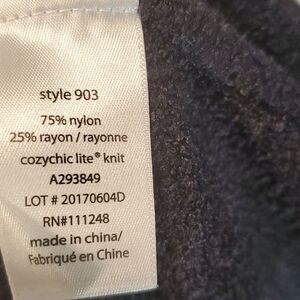 style 903
75% nylon
25% rayon / rayonne
cozychic lite® knit
A293849
LOT # 20170604D
RN#111248
made in china/
Fabriqué en Chine